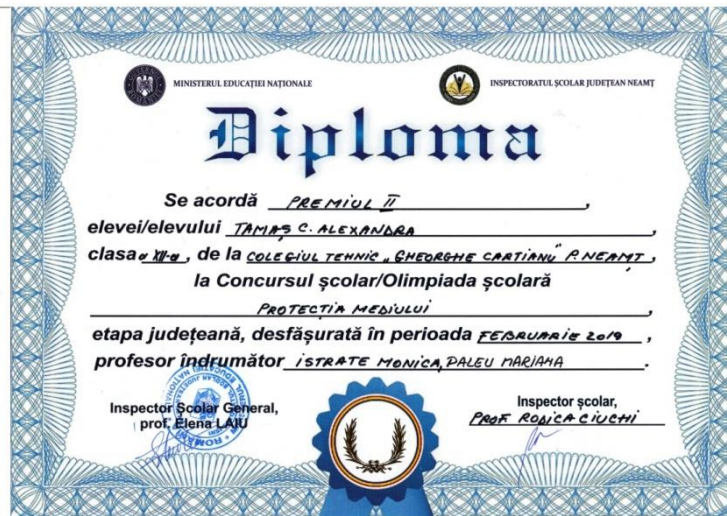 MINISTERUL EDUCAȚIEI NAȚIONALE
INSPECTORATUL ȘCOLAR JUDEȚEAN NEAMȚ
Diploma
Se acordă PREMIUL II,
elevei/elevului TAMAȘ C. ALEXANDRA,
clasa a XII-a, de la COLEGIUL TEHNIC „GHEORGHE CARTIANU" P. NEAMȚ,
la Concursul școlar/Olimpiada școlară
PROTECȚIA MEDIULUI,
etapa județeană, desfășurată în perioada FEBRUARIE 2019,
profesor îndrumător ISTRATE MONICA, PALEU MARIANA.
Inspector Școlar General,
prof. Elena LAIU
Inspector școlar,
PROF RODICA CIUCHI